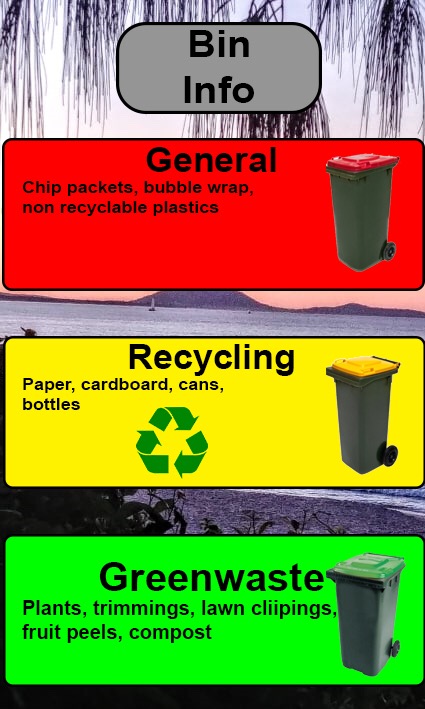 Bin
Info
General
Chip packets, bubble wrap,
non recyclable plastics
Recycling
Paper, cardboard, cans,
bottles
Greenwaste
Plants, trimmings, lawn cliipings,
fruit peels, compost